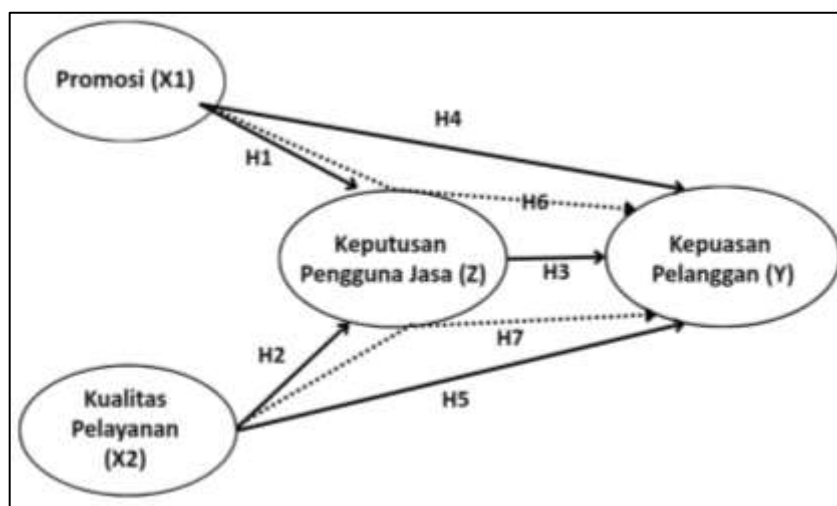 Promosi (X1)
H4
H1
H6
Keputusan
Pengguna Jasa (Z)
Kepuasan
Pelanggan (Y)
H3
H2
H7
Kualitas
Pelayanan
(X2)
H5